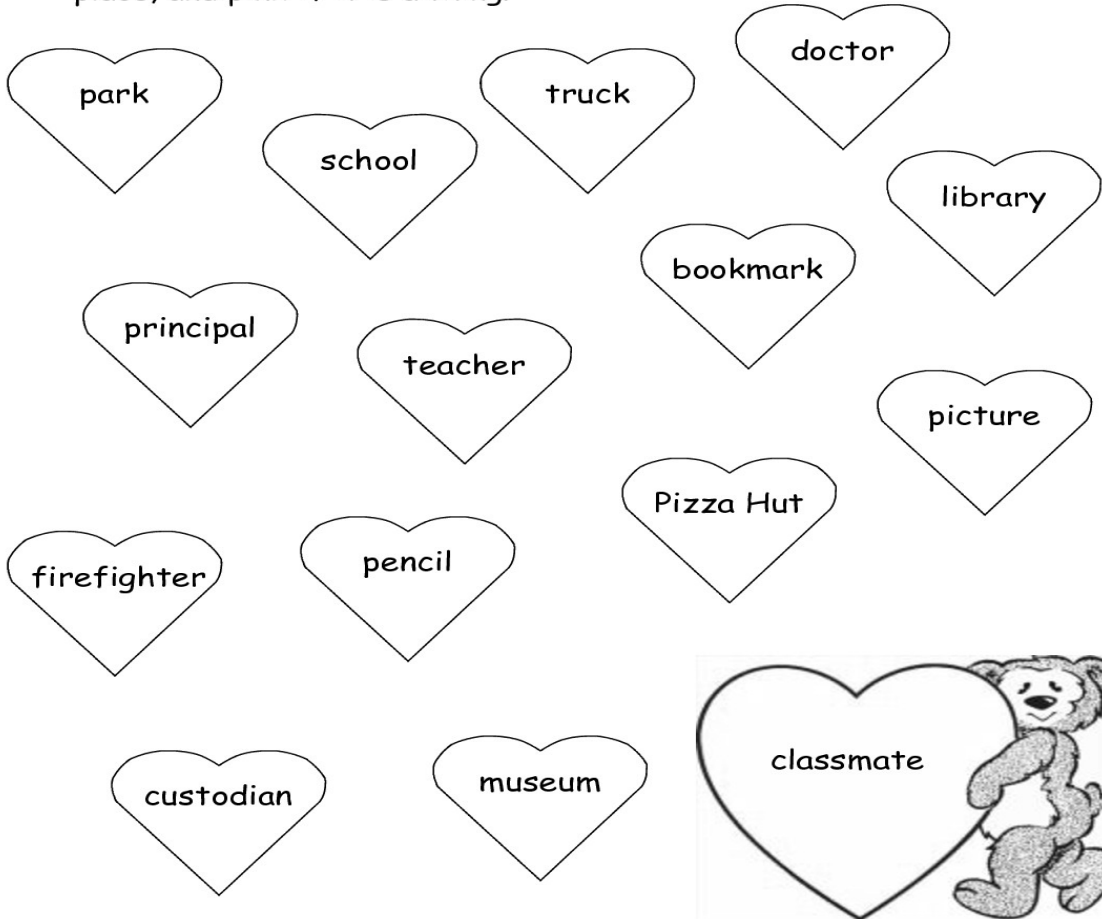 doctor
park
truck
school
library
bookmark
principal
teacher
picture
Pizza Hut
pencil
firefighter
classmate
museum
custodian